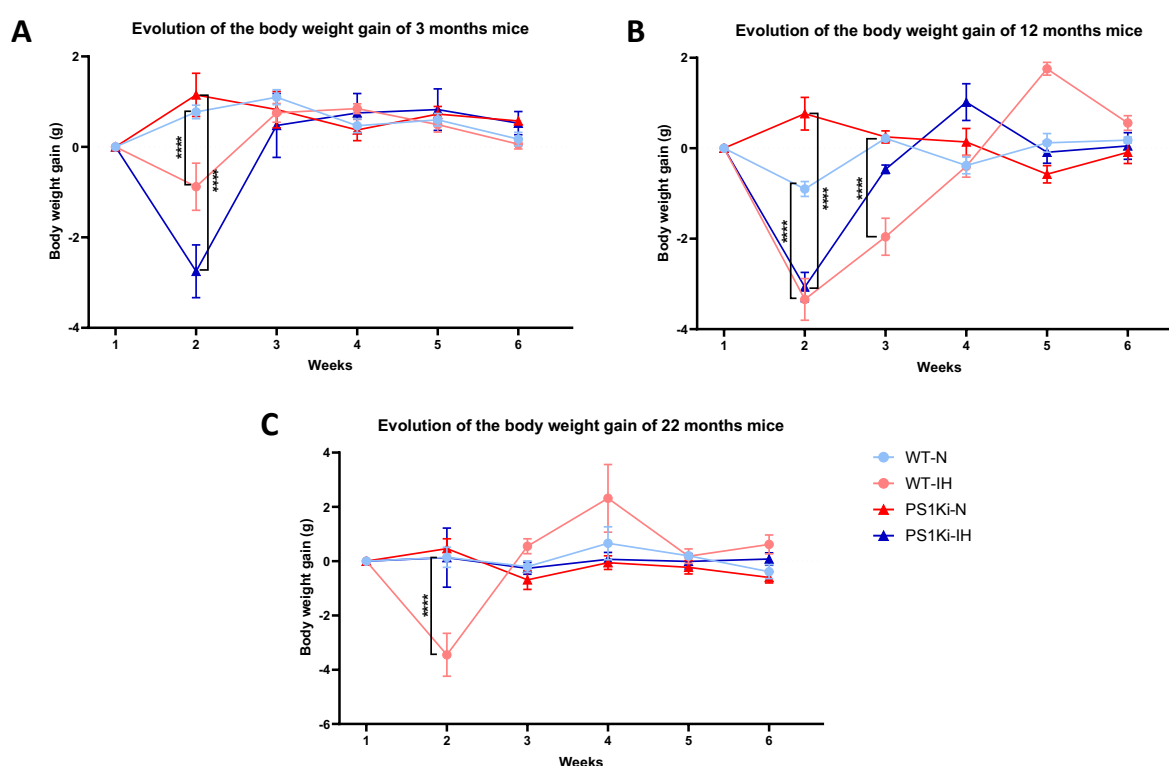 A
Evolution of the body weight gain of 3 months mice
Body weight gain (g)
2
0
-2
-4
****
****
1 2 3 4 5 6
Weeks
B
Evolution of the body weight gain of 12 months mice
Body weight gain (g)
2
0
-2
-4
****
****
****
1 2 3 4 5 6
Weeks
C
Evolution of the body weight gain of 22 months mice
Body weight gain (g)
4
2
0
-2
-4
-6
****
1 2 3 4 5 6
Weeks
WT-N
WT-IH
PS1Ki-N
PS1Ki-IH